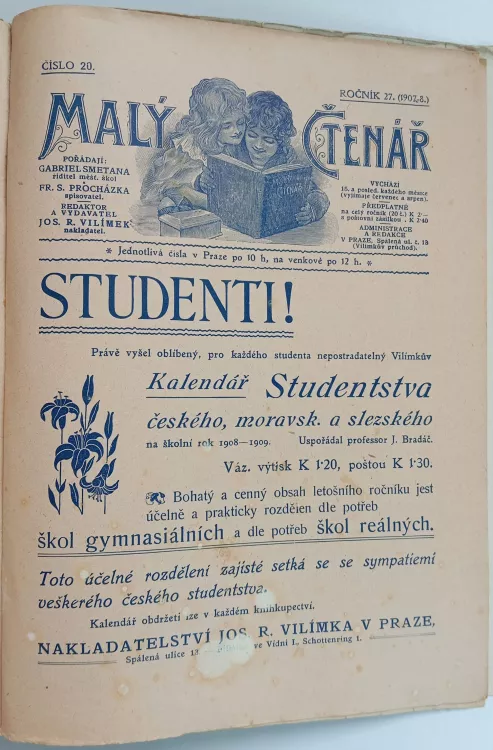 ČÍSLO 20.
ROČNÍK 27. (1907-8.)
MALÝ ČTENÁŘ
POŘÁDAJÍ:
GABRIEL SMETANA
řiditel měšť. škol
FR. S. PROCHÁZKA
spisovatel.
REDAKTOR
A VYDAVATEL
JOS. R. VILÍMEK
nakladatel.
ČTENÁŘ
VYCHÁZÍ
15. a posled. každého měsíce
(vyjímaje červenec a srpen).
PŘEDPLATNÉ
na celý ročník (20 č.) K 2·—
s poštovní zásilkou . K 2·40
ADMINISTRACE
A REDAKCE
V PRAZE, Spálená ul. č. 13
(Vilímkův průchod).
* Jednotlivá čísla v Praze po 10 h, na venkově po 12 h. *
STUDENTI!
Právě vyšel oblíbený, pro každého studenta nepostradatelný Vilímkův
Kalendář Studentstva
českého, moravsk. a slezského
na školní rok 1908—1909. Uspořádal professor J. Bradáč.
Váz. výtisk K 1·20, poštou K 1·30.
Bohatý a cenný obsah letošního ročníku jest
účelně a prakticky rozdělen dle potřeb
škol gymnasiálních a dle potřeb škol reálných.
Toto účelné rozdělení zajisté setká se se sympatiemi
veškerého českého studentstva.
Kalendář obdržeti lze v každém knihkupectví.
NAKLADATELSTVÍ JOS. R. VILÍMKA V PRAZE,
Spálená ulice 13. — ve Vídni I., Schottenring 1.